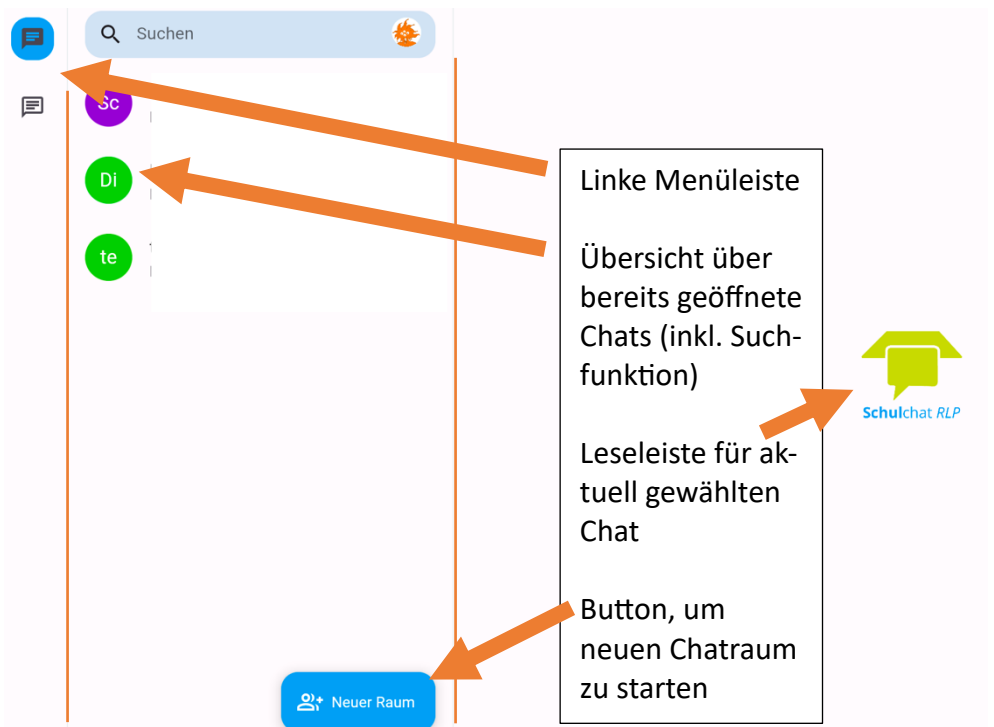 Suchen
Sc
Di
te
Linke Menüleiste
Übersicht über
bereits geöffnete
Chats (inkl. Such-
funktion)
Leseleiste für ak-
tuell gewählten
Chat
Button, um
neuen Chatraum
zu starten
Schulchat RLP
Neuer Raum